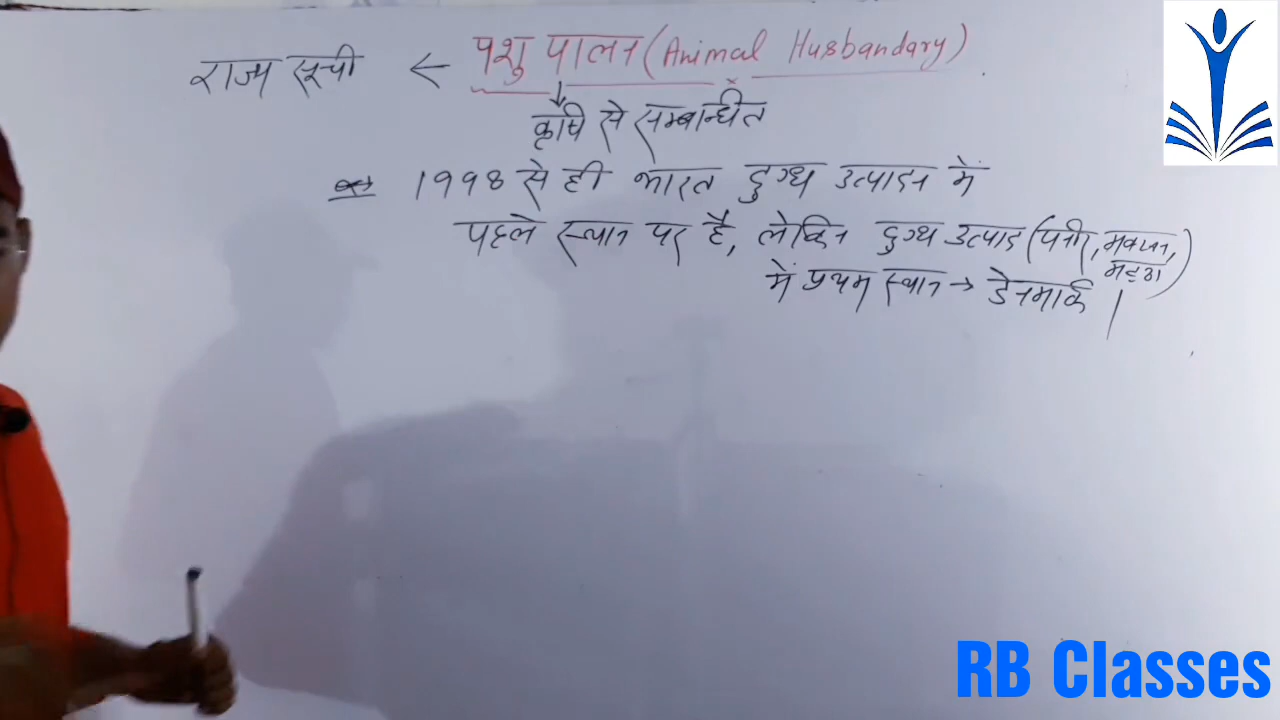 राज्य सूची ← पशु पालन (Animal Husbandary)
कृषि से सम्बान्धीत
1998 से ही भारत दुग्ध उत्पादन में
पहले स्थान पर है, लेकिन दुग्ध उत्पाद (पनीर, मक्खन,
मट्ठा)
में प्रथम स्थान → डेनमार्क |
RB Classes